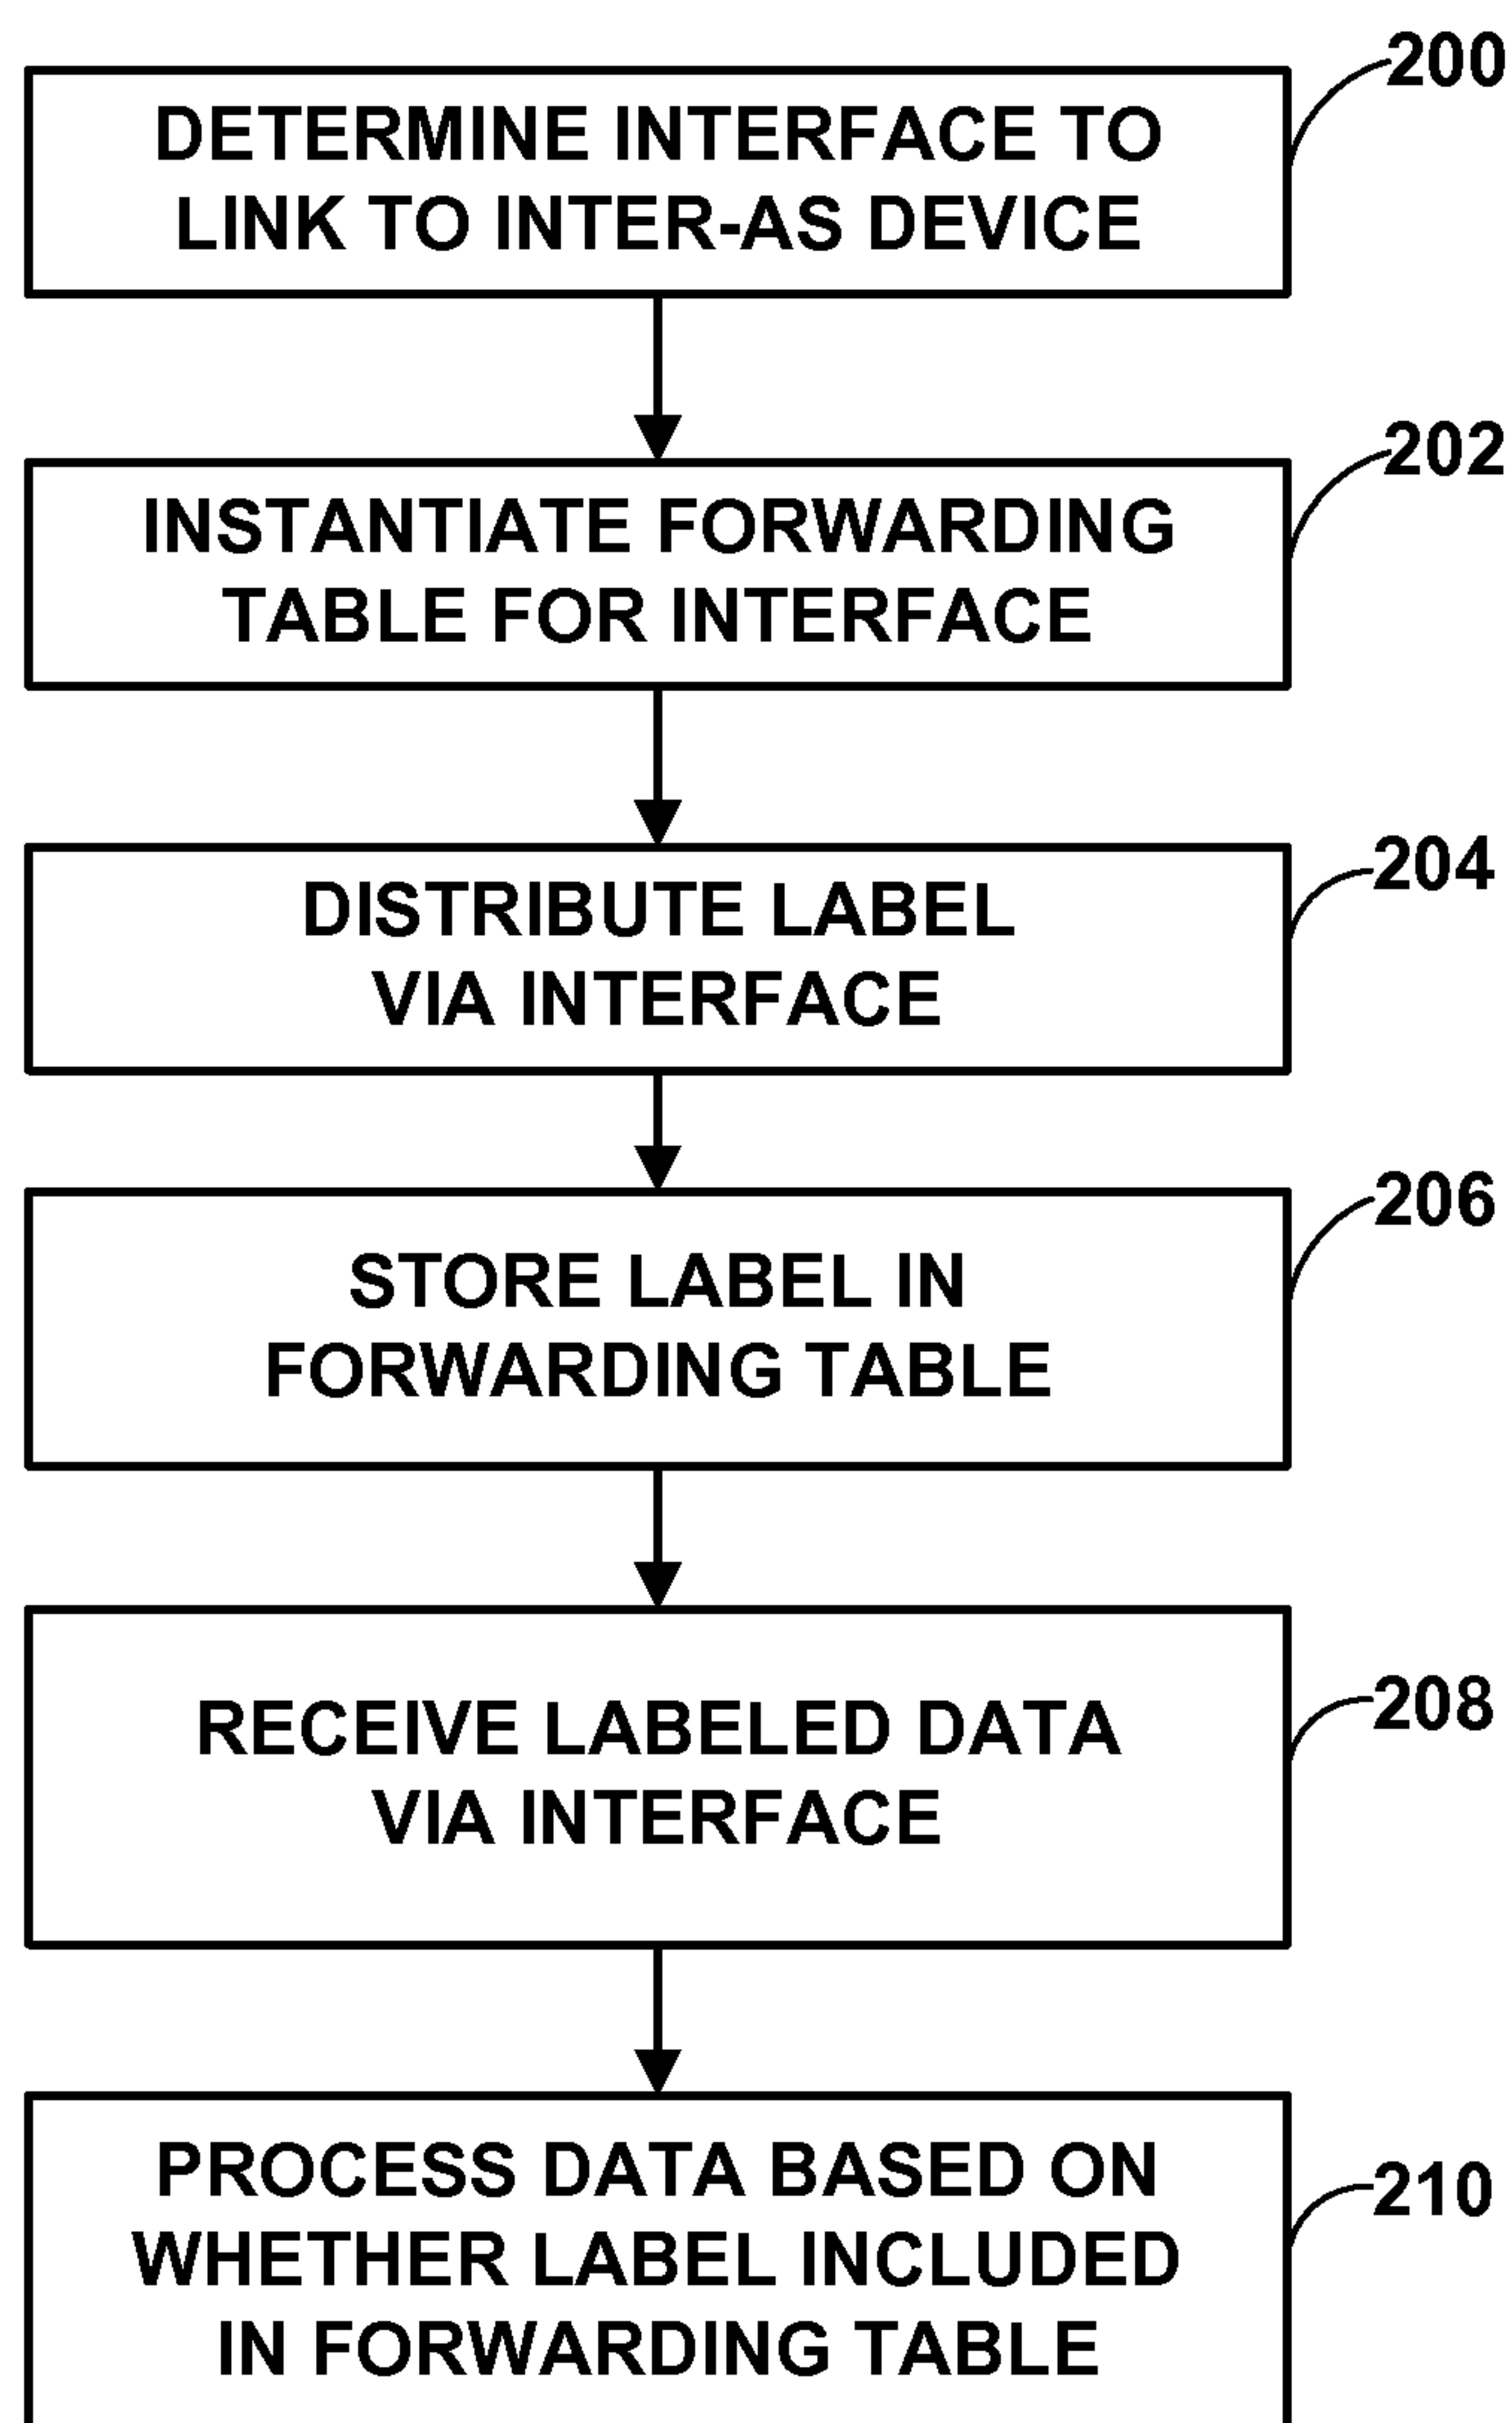 200
DETERMINE INTERFACE TO
LINK TO INTER-AS DEVICE
202
INSTANTIATE FORWARDING
TABLE FOR INTERFACE
204
DISTRIBUTE LABEL
VIA INTERFACE
206
STORE LABEL IN
FORWARDING TABLE
208
RECEIVE LABELED DATA
VIA INTERFACE
210
PROCESS DATA BASED ON
WHETHER LABEL INCLUDED
IN FORWARDING TABLE